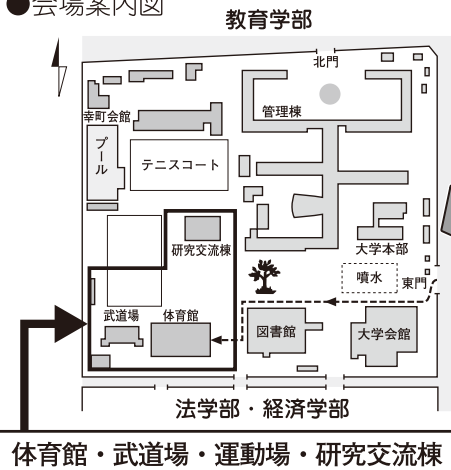 ●会場案内図
教育学部
北門
幸町会館
管理棟
プール
テニスコート
研究交流棟
大学本部
噴水
東門
武道場
体育館
図書館
大学会館
法学部・経済学部
体育館・武道場・運動場・研究交流棟